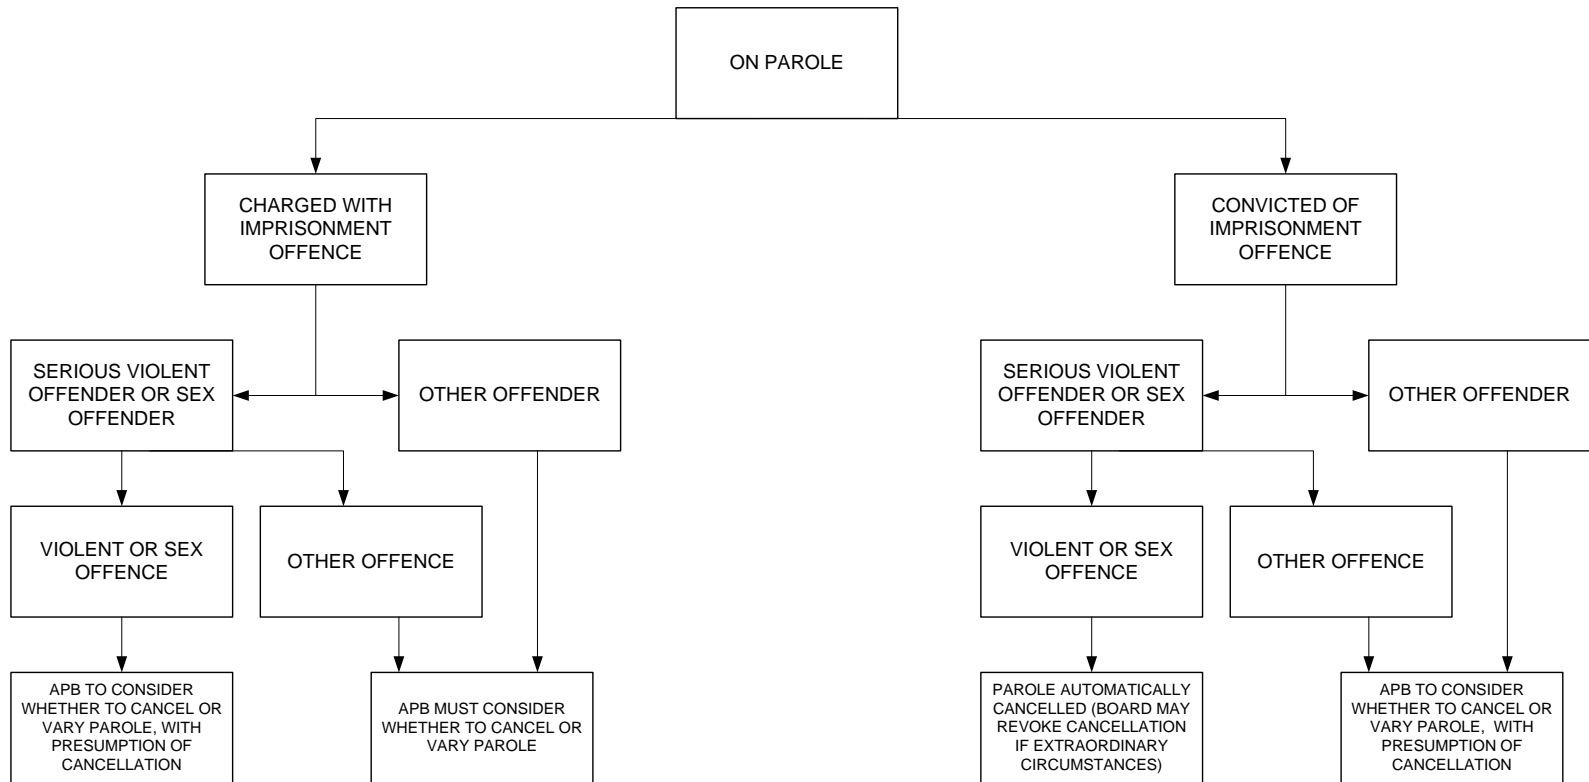 ON PAROLE
CHARGED WITH
IMPRISONMENT
OFFENCE
CONVICTED OF
IMPRISONMENT
OFFENCE
SERIOUS VIOLENT
OFFENDER OR SEX
OFFENDER
OTHER OFFENDER
SERIOUS VIOLENT
OFFENDER OR SEX
OFFENDER
OTHER OFFENDER
VIOLENT OR SEX
OFFENCE
OTHER OFFENCE
VIOLENT OR SEX
OFFENCE
OTHER OFFENCE
APB TO CONSIDER
WHETHER TO CANCEL OR
VARY PAROLE, WITH
PRESUMPTION OF
CANCELLATION
APB MUST CONSIDER
WHETHER TO CANCEL OR
VARY PAROLE
PAROLE AUTOMATICALLY
CANCELLED (BOARD MAY
REVOKE CANCELLATION
IF EXTRAORDINARY
CIRCUMSTANCES)
APB TO CONSIDER
WHETHER TO CANCEL OR
VARY PAROLE, WITH
PRESUMPTION OF
CANCELLATION